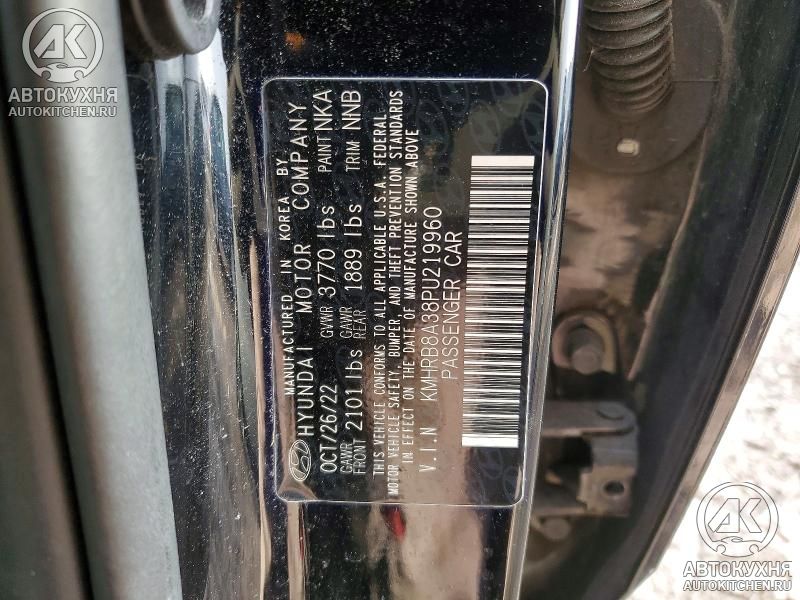 MANUFACTURED IN KOREA BY
HYUNDAI MOTOR COMPANY
OCT/26/22 GVWR 3770 lbs PAINT NKA
GAWR FRONT 2101 lbs GAWR REAR 1889 lbs TRIM NNB
THIS VEHICLE CONFORMS TO ALL APPLICABLE U.S.A. FEDERAL
MOTOR VEHICLE SAFETY, BUMPER, AND THEFT PREVENTION STANDARDS
IN EFFECT ON THE DATE OF MANUFACTURE SHOWN ABOVE
V.I.N KMHRB8A38PU219960
PASSENGER CAR
АК
АВТОКУХНЯ
AUTOKITCHEN.RU
АК
АВТОКУХНЯ
AUTOKITCHEN.RU